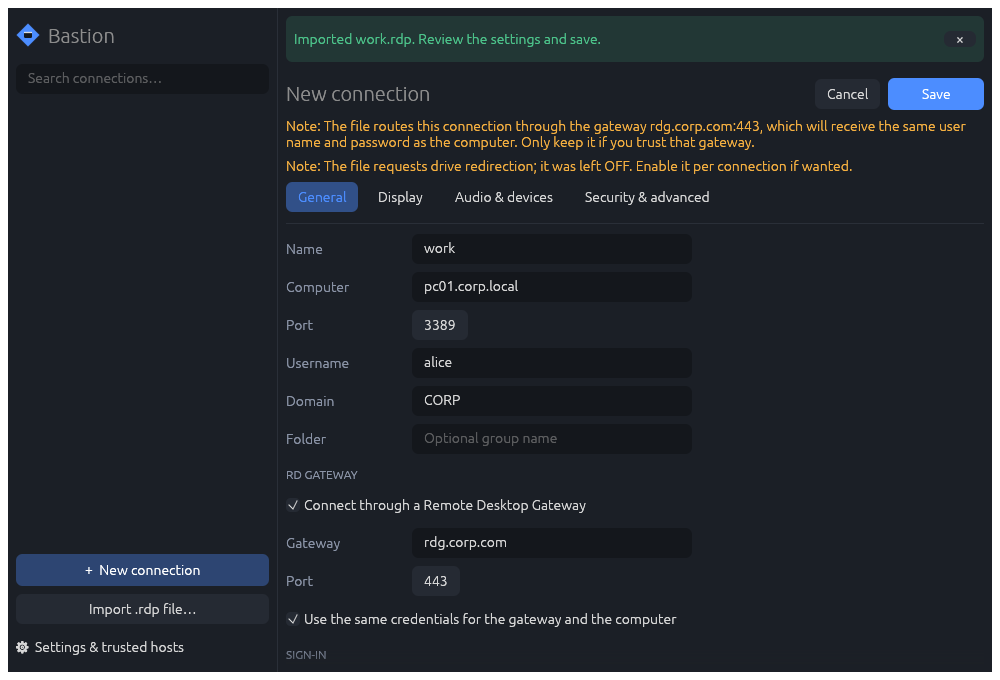 Bastion
Search connections...
+ New connection
Import .rdp file...
Settings & trusted hosts
Imported work.rdp. Review the settings and save.
×
New connection
Cancel
Save
Note: The file routes this connection through the gateway rdg.corp.com:443, which will receive the same user
name and password as the computer. Only keep it if you trust that gateway.
Note: The file requests drive redirection; it was left OFF. Enable it per connection if wanted.
General
Display
Audio & devices
Security & advanced
Name
work
Computer
pc01.corp.local
Port
3389
Username
alice
Domain
CORP
Folder
Optional group name
RD GATEWAY
Connect through a Remote Desktop Gateway
Gateway
rdg.corp.com
Port
443
Use the same credentials for the gateway and the computer
SIGN-IN